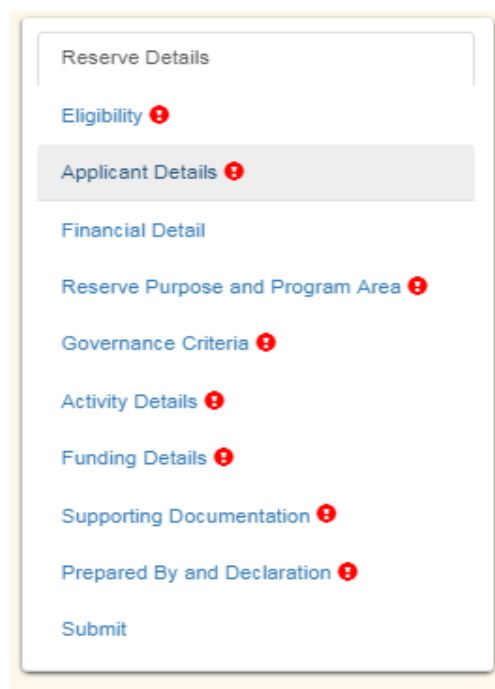 Reserve Details
Eligibility
Applicant Details
Financial Detail
Reserve Purpose and Program Area
Governance Criteria
Activity Details
Funding Details
Supporting Documentation
Prepared By and Declaration
Submit